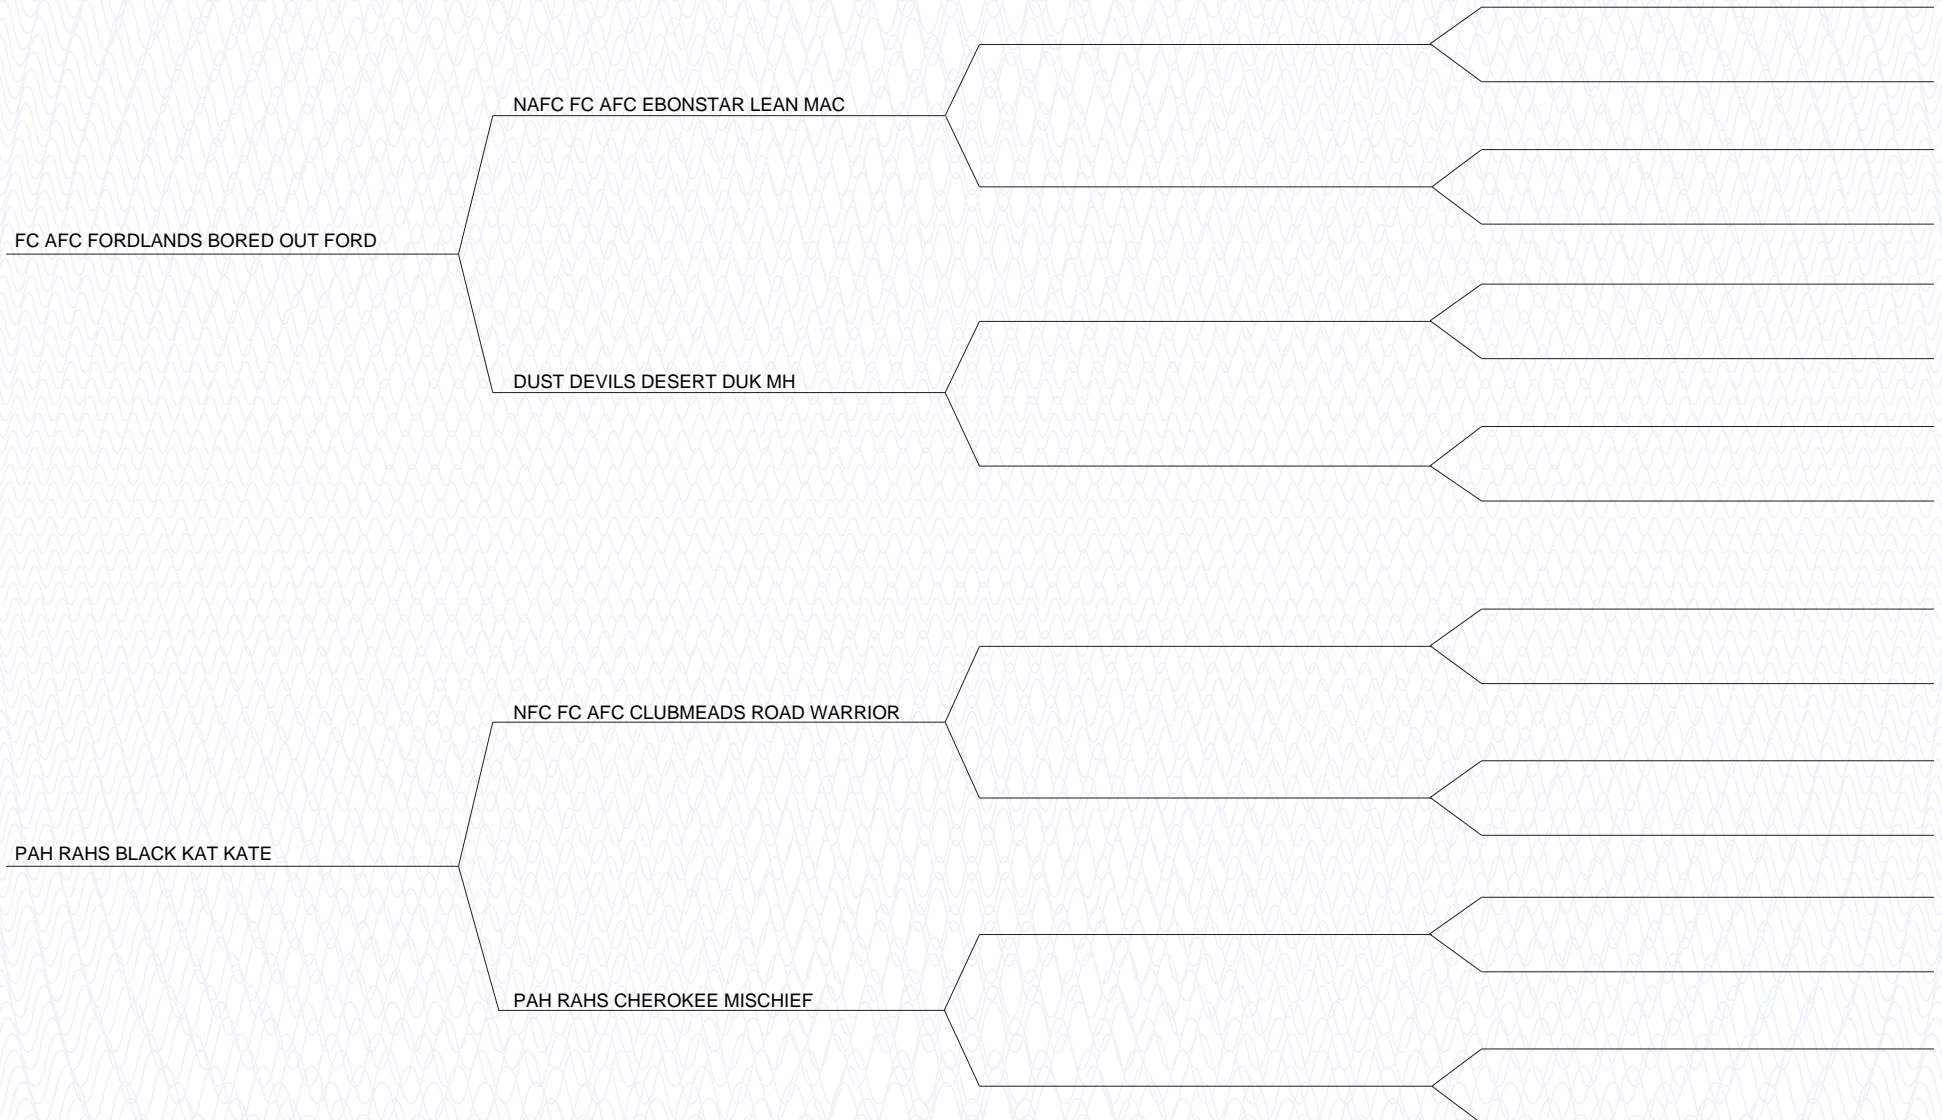 NAFC FC AFC EBONSTAR LEAN MAC
FC AFC FORDLANDS BORED OUT FORD
DUST DEVILS DESERT DUK MH
NFC FC AFC CLUBMEADS ROAD WARRIOR
PAH RAHS BLACK KAT KATE
PAH RAHS CHEROKEE MISCHIEF